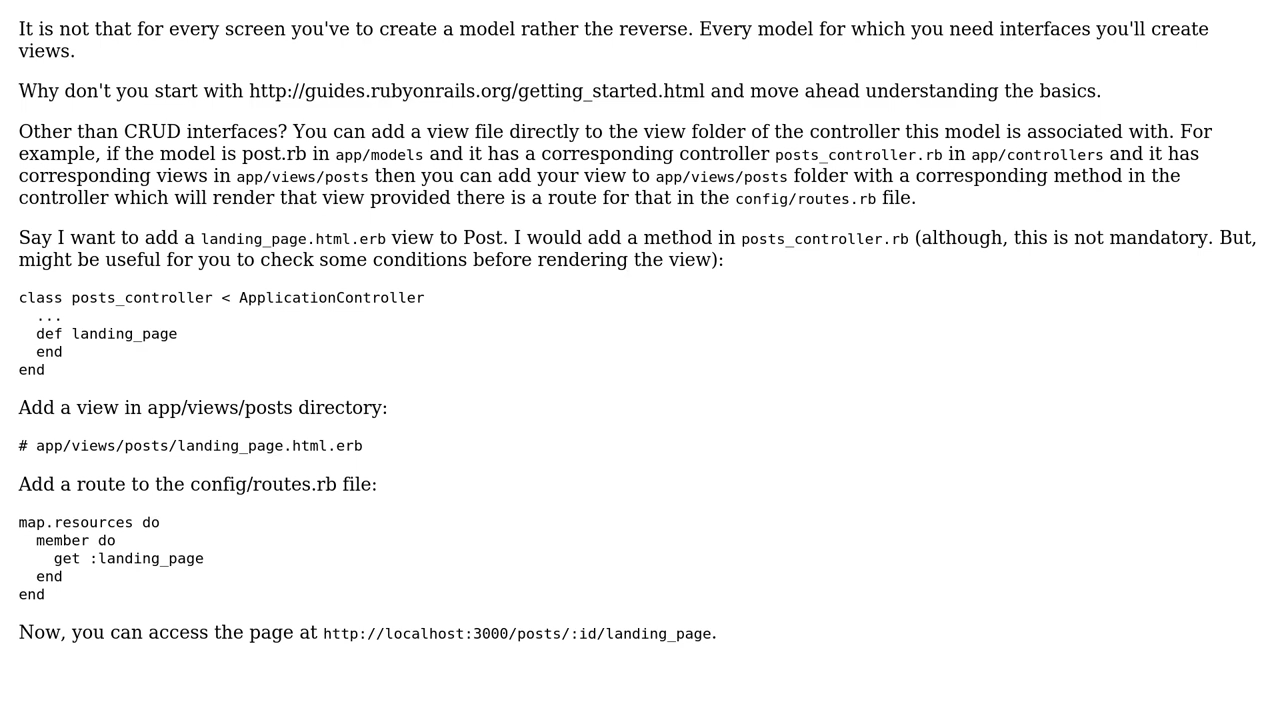 It is not that for every screen you've to create a model rather the reverse. Every model for which you need interfaces you'll create
views.
Why don't you start with http://guides.rubyonrails.org/getting_started.html and move ahead understanding the basics.
Other than CRUD interfaces? You can add a view file directly to the view folder of the controller this model is associated with. For
example, if the model is post.rb in app/models and it has a corresponding controller posts_controller.rb in app/controllers and it has
corresponding views in app/views/posts then you can add your view to app/views/posts folder with a corresponding method in the
controller which will render that view provided there is a route for that in the config/routes.rb file.
Say I want to add a landing_page.html.erb view to Post. I would add a method in posts_controller.rb (although, this is not mandatory. But,
might be useful for you to check some conditions before rendering the view):
class posts_controller < ApplicationController
  ...
  def landing_page
  end
end
Add a view in app/views/posts directory:
# app/views/posts/landing_page.html.erb
Add a route to the config/routes.rb file:
map.resources do
  member do
    get :landing_page
  end
end
Now, you can access the page at http://localhost:3000/posts/:id/landing_page.